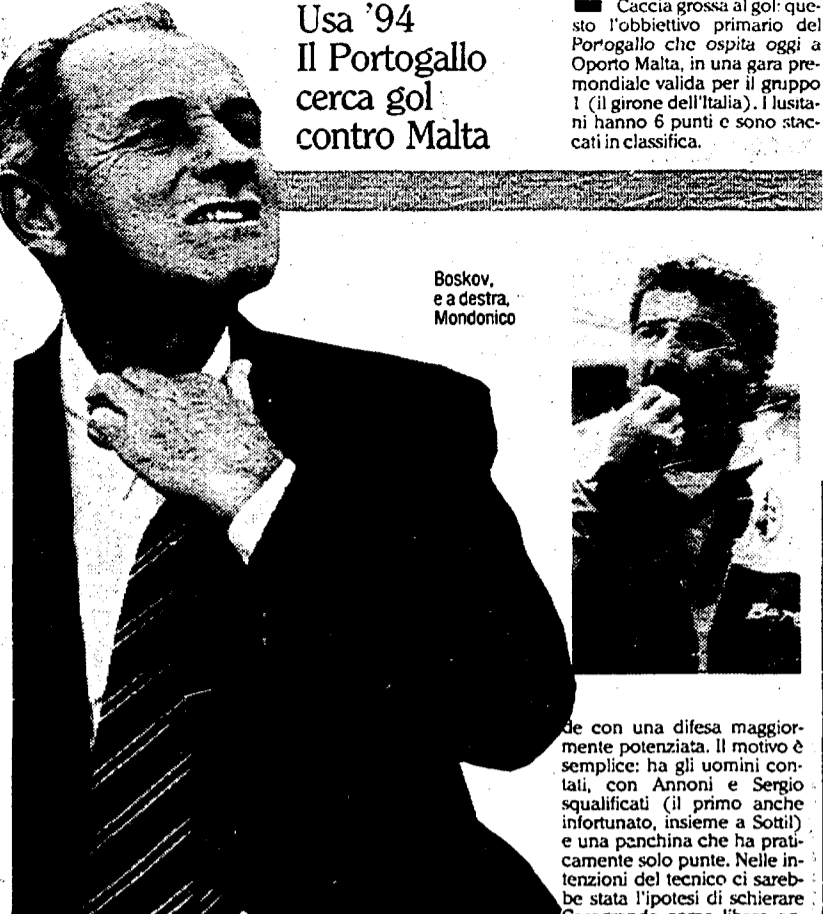 Usa '94
Il Portogallo
cerca gol
contro Malta
Caccia grossa al gol: que-
sto l'obbiettivo primario del
Portogallo che ospita oggi a
Oporto Malta, in una gara pre-
mondiale valida per il gruppo
1 (il girone dell'Italia). I lusita-
ni hanno 6 punti e sono stac-
cati in classifica.
Boskov,
e a destra,
Mondonico
de con una difesa maggior-
mente potenziata. Il motivo è
semplice: ha gli uomini con-
tati, con Annoni e Sergio
squalificati (il primo anche
infortunato, insieme a Sottil)
e una panchina che ha prati-
camente solo punte. Nelle in-
tenzioni del tecnico ci sareb-
be stata l'ipotesi di schierare